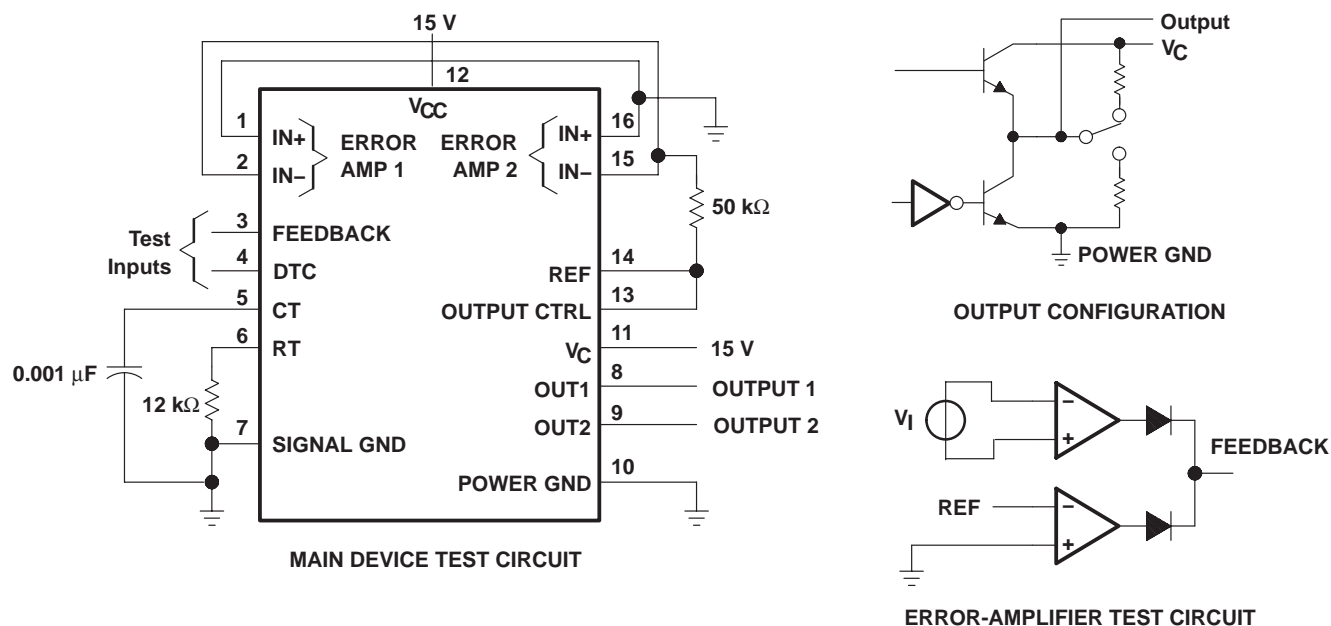 15 V
12
VCC
1
IN+
2
IN−
ERROR
AMP 1
ERROR
AMP 2
16
IN+
15
IN−
50 kΩ
Test
Inputs
3
FEEDBACK
4
DTC
5
CT
6
RT
0.001 μF
12 kΩ
7
SIGNAL GND
14
REF
13
OUTPUT CTRL
11
VC
15 V
8
OUT1
OUTPUT 1
9
OUT2
OUTPUT 2
10
POWER GND
MAIN DEVICE TEST CIRCUIT
Output
VC
POWER GND
OUTPUT CONFIGURATION
VI
−
+
FEEDBACK
REF
−
+
ERROR-AMPLIFIER TEST CIRCUIT